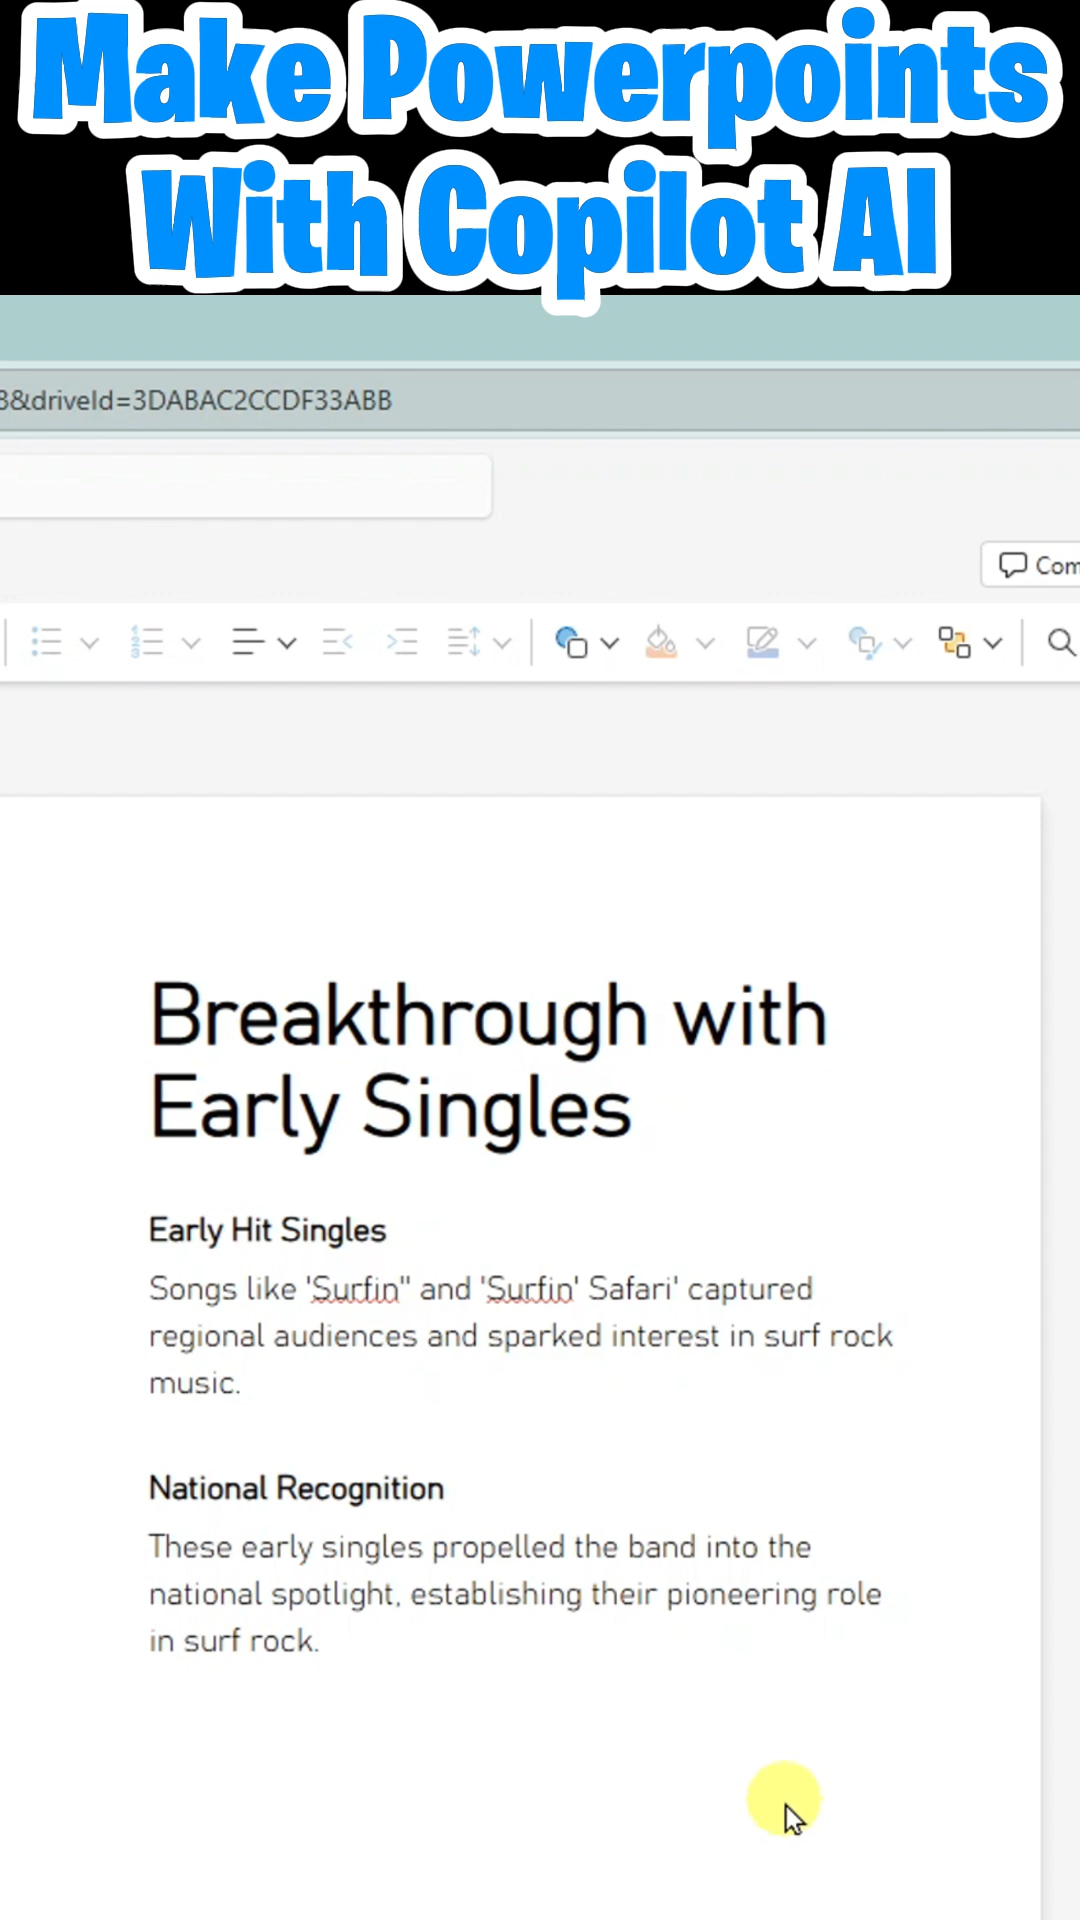 Make Powerpoints
With Copilot AI
8&driveId=3DABAC2CCDF33ABB
Com
Breakthrough with
Early Singles
Early Hit Singles
Songs like 'Surfin'' and 'Surfin' Safari' captured
regional audiences and sparked interest in surf rock
music.
National Recognition
These early singles propelled the band into the
national spotlight, establishing their pioneering role
in surf rock.